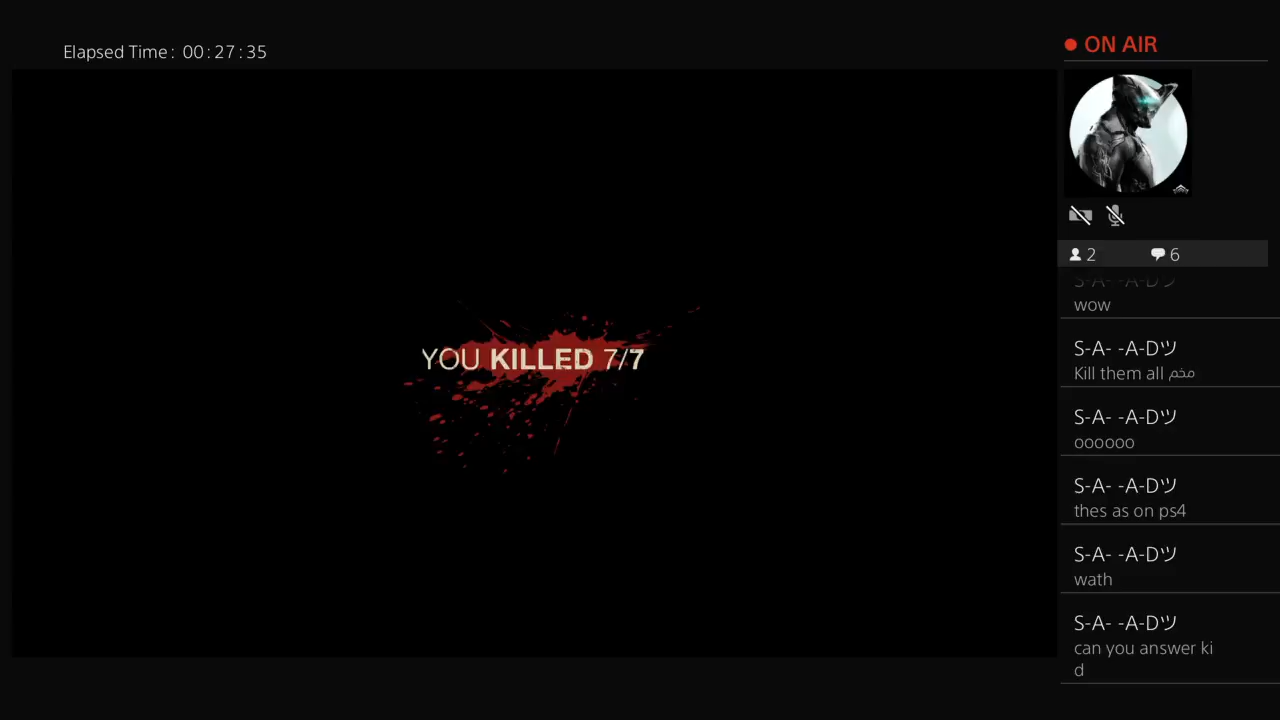 Elapsed Time: 00:27:35
ON AIR
2 6
S-A- -A-Dツ
wow
S-A- -A-Dツ
Kill them all مخم
S-A- -A-Dツ
oooooo
S-A- -A-Dツ
thes as on ps4
S-A- -A-Dツ
wath
S-A- -A-Dツ
can you answer ki
d
YOU KILLED 7/7